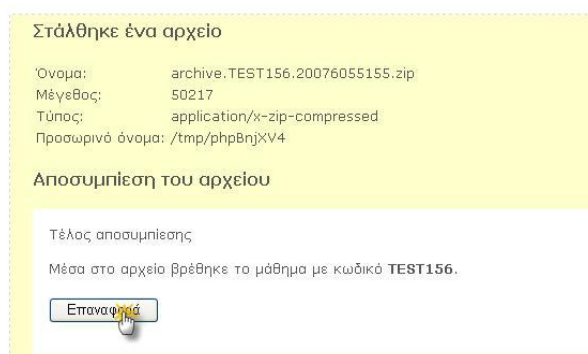 Στάλθηκε ένα αρχείο
Όνομα: archive.TEST156.20076055155.zip
Μέγεθος: 50217
Τύπος: application/x-zip-compressed
Προσωρινό όνομα: /tmp/phpBnjXV4
Αποσυμπίεση του αρχείου
Τέλος αποσυμπίεσης
Μέσα στο αρχείο βρέθηκε το μάθημα με κωδικό TEST156.
Επαναφορά